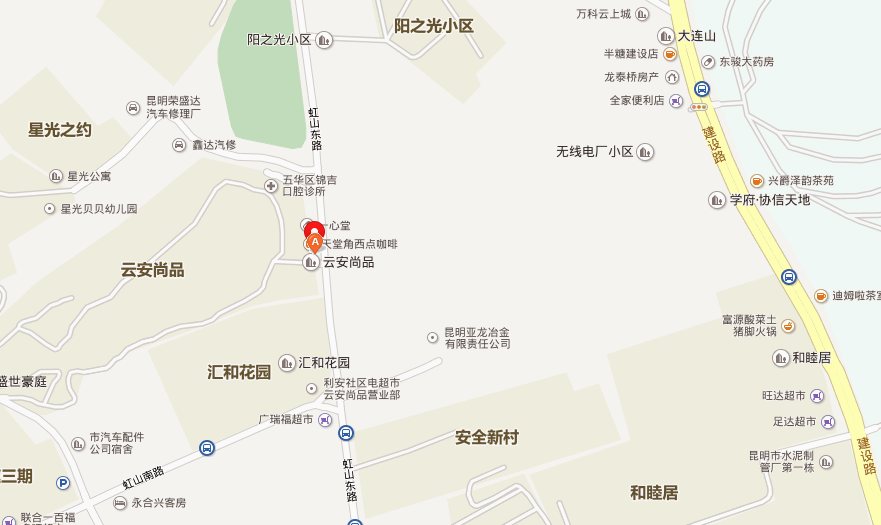 万科云上城
阳之光小区
阳之光小区
大连山
半糖建设店
东骏大药房
龙泰桥房产
全家便利店
昆明荣盛达
汽车修理厂
虹山东路
星光之约
建设路
鑫达汽修
无线电厂小区
星光公寓
五华区锦吉
口腔诊所
兴爵泽韵茶苑
学府·协信天地
星光贝贝幼儿园
一心堂
A
天堂角西点咖啡
云安尚品
云安尚品
迪姆啦茶室
富源酸菜土
猪脚火锅
昆明亚龙冶金
有限责任公司
和睦居
汇和花园
汇和花园
盛世豪庭
利安社区电超市
云安尚品营业部
旺达超市
广瑞福超市
足达超市
安全新村
市汽车配件
公司宿舍
建设路
昆明市水泥制
管厂第一栋
虹山南路
虹山东路
三期
P
和睦居
永合兴客房
联合一百福